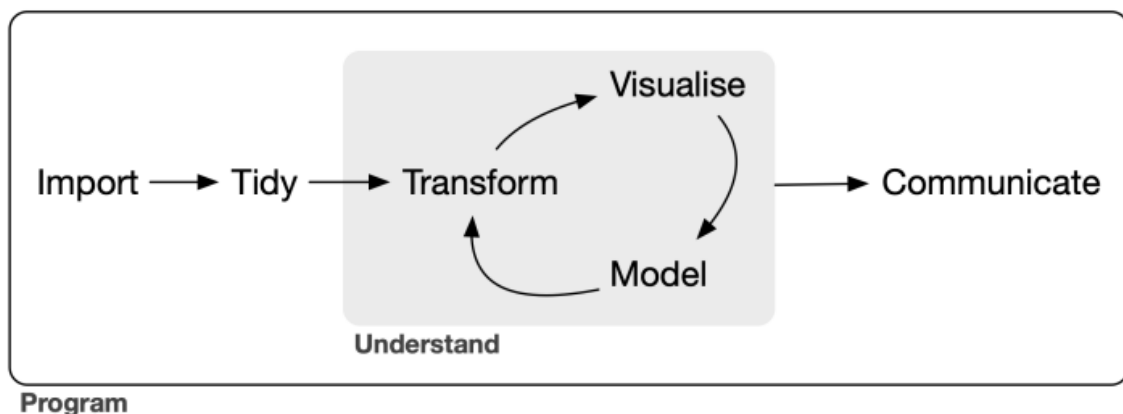 Visualise
Import
Tidy
Transform
Communicate
Model
Understand
Program